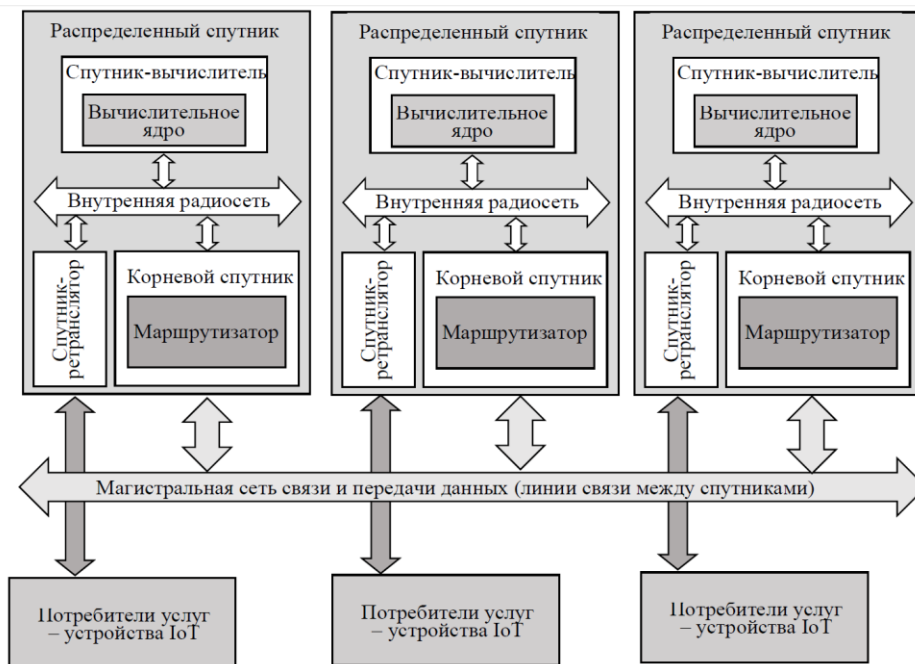 Распределенный спутник
Спутник-вычислитель
Вычислительное
ядро
Внутренняя радиосеть
Спутник-
ретранслятор
Корневой спутник
Маршрутизатор
Распределенный спутник
Спутник-вычислитель
Вычислительное
ядро
Внутренняя радиосеть
Спутник-
ретранслятор
Корневой спутник
Маршрутизатор
Распределенный спутник
Спутник-вычислитель
Вычислительное
ядро
Внутренняя радиосеть
Спутник-
ретранслятор
Корневой спутник
Маршрутизатор
Магистральная сеть связи и передачи данных (линии связи между спутниками)
Потребители услуг
– устройства IoT
Потребители услуг
– устройства IoT
Потребители услуг
– устройства IoT